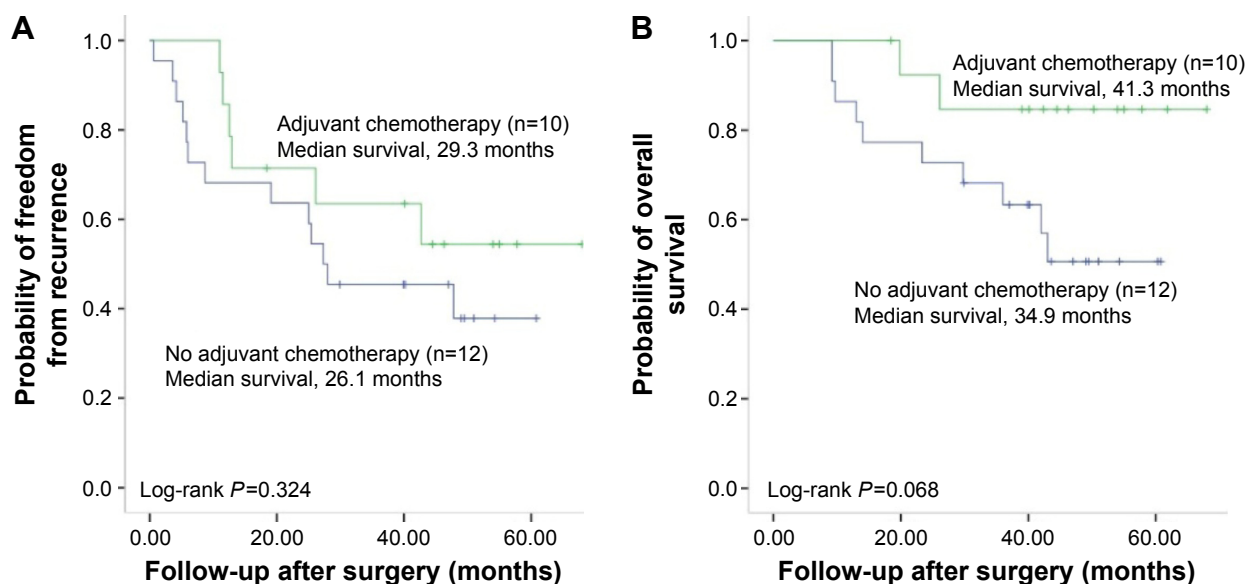 A
Probability of freedom
from recurrence
1.0
0.8
0.6
0.4
0.2
0.0
Adjuvant chemotherapy (n=10)
Median survival, 29.3 months
No adjuvant chemotherapy (n=12)
Median survival, 26.1 months
Log-rank P=0.324
0.00
20.00
40.00
60.00
Follow-up after surgery (months)
B
Probability of overall
survival
1.0
0.8
0.6
0.4
0.2
0.0
Adjuvant chemotherapy (n=10)
Median survival, 41.3 months
No adjuvant chemotherapy (n=12)
Median survival, 34.9 months
Log-rank P=0.068
0.00
20.00
40.00
60.00
Follow-up after surgery (months)